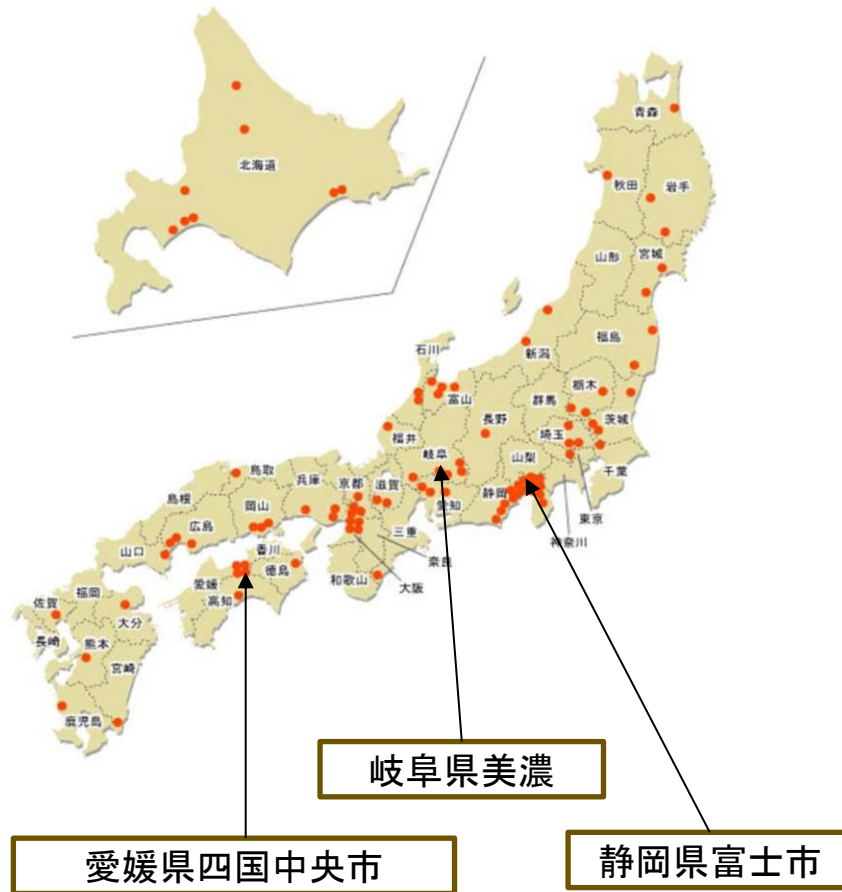 北海道
青森
秋田
岩手
山形
宮城
福島
新潟
石川
富山
栃木
群馬
茨城
長野
埼玉
福井
岐阜
山梨
千葉
鳥取
兵庫
京都
滋賀
静岡
愛知
東京
島根
岡山
広島
三重
神奈川
山口
香川
奈良
愛媛
徳島
和歌山
大阪
高知
福岡
佐賀
大分
長崎
熊本
宮崎
鹿児島
岐阜県美濃
愛媛県四国中央市
静岡県富士市